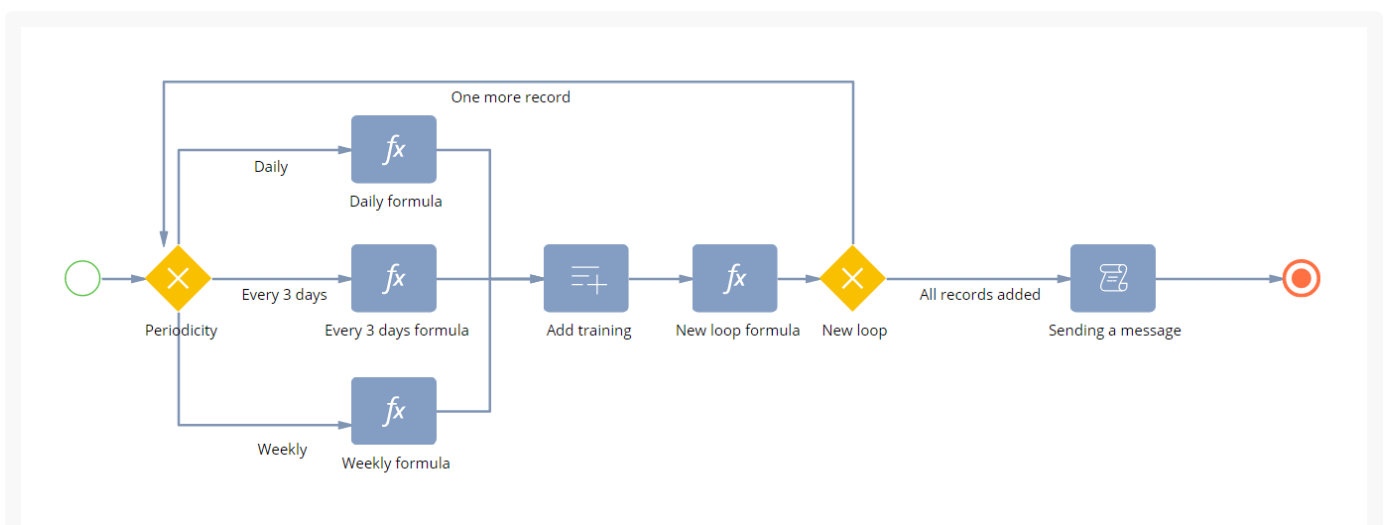 One more record
Daily
Daily formula
Every 3 days
Periodicity
Every 3 days formula
Add training
New loop formula
New loop
All records added
Sending a message
Weekly
Weekly formula